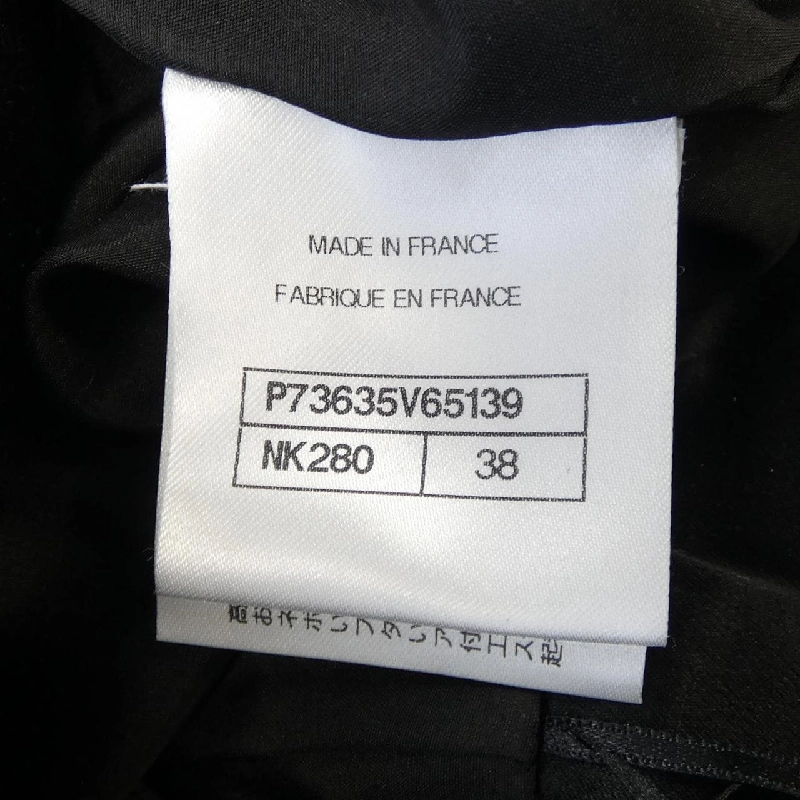 MADE IN FRANCE
FABRIQUE EN FRANCE
P73635V65139
NK280 38